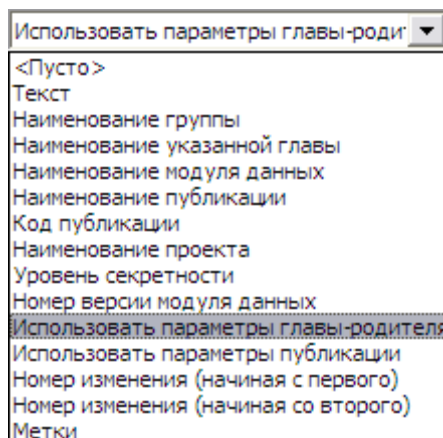 Использовать параметры главы-роди
<Пусто>
Текст
Наименование группы
Наименование указанной главы
Наименование модуля данных
Наименование публикации
Код публикации
Наименование проекта
Уровень секретности
Номер версии модуля данных
Использовать параметры главы-родителя
Использовать параметры публикации
Номер изменения (начиная с первого)
Номер изменения (начиная со второго)
Метки